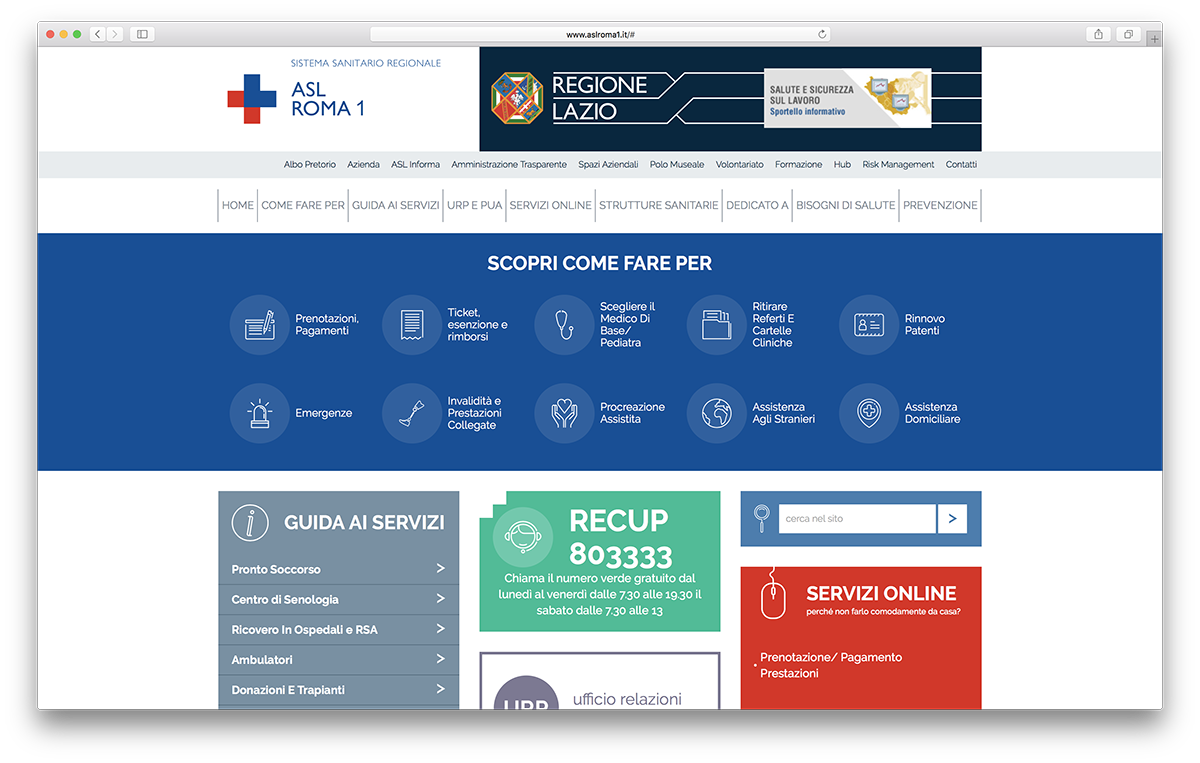 www.aslroma1.it/#
SISTEMA SANITARIO REGIONALE
ASL
ROMA 1
REGIONE
LAZIO
SALUTE E SICUREZZA
SUL LAVORO
Sportello informativo
Albo Pretorio Azienda ASL Informa Amministrazione Trasparente Spazi Aziendali Polo Museale Volontariato Formazione Hub Risk Management Contatti
HOME COME FARE PER GUIDA AI SERVIZI URP E PUA SERVIZI ONLINE STRUTTURE SANITARIE DEDICATO A BISOGNI DI SALUTE PREVENZIONE
SCOPRI COME FARE PER
Prenotazioni,
Pagamenti
Ticket,
esenzione e
rimborsi
Scegliere il
Medico Di
Base/
Pediatra
Ritirare
Referti E
Cartelle
Cliniche
Rinnovo
Patenti
Emergenze
Invalidità e
Prestazioni
Collegate
Procreazione
Assistita
Assistenza
Agli Stranieri
Assistenza
Domiciliare
GUIDA AI SERVIZI
Pronto Soccorso >
Centro di Senologia >
Ricovero In Ospedali e RSA >
Ambulatori >
Donazioni E Trapianti >
RECUP
803333
Chiama il numero verde gratuito dal
lunedì al venerdì dalle 7.30 alle 19.30 il
sabato dalle 7.30 alle 13
URP
ufficio relazioni
cerca nel sito >
SERVIZI ONLINE
perché non farlo comodamente da casa?
Prenotazione/ Pagamento
Prestazioni